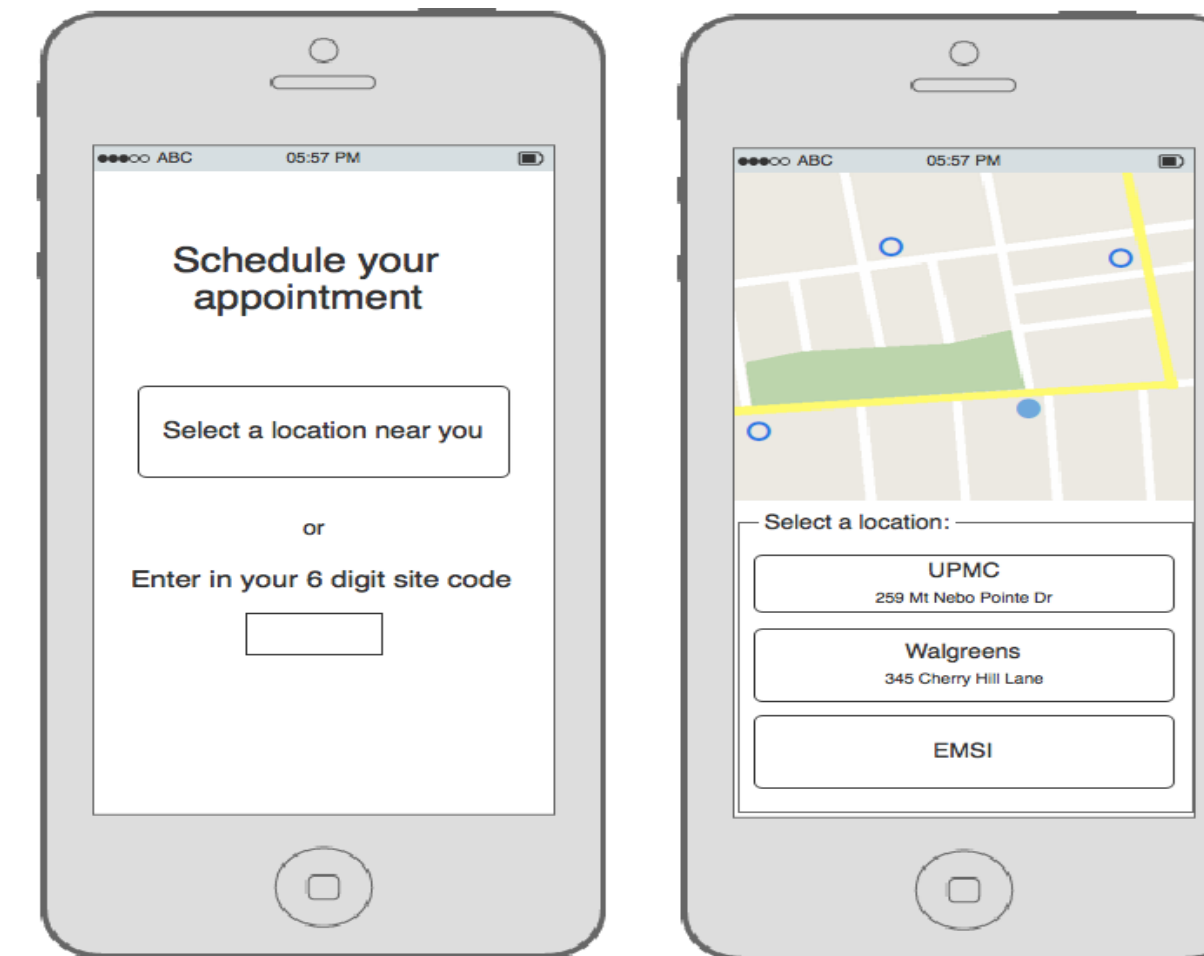 ABC 05:57 PM
Schedule your
appointment
Select a location near you
or
Enter in your 6 digit site code
ABC 05:57 PM
Select a location:
UPMC
259 Mt Nebo Pointe Dr
Walgreens
345 Cherry Hill Lane
EMSI